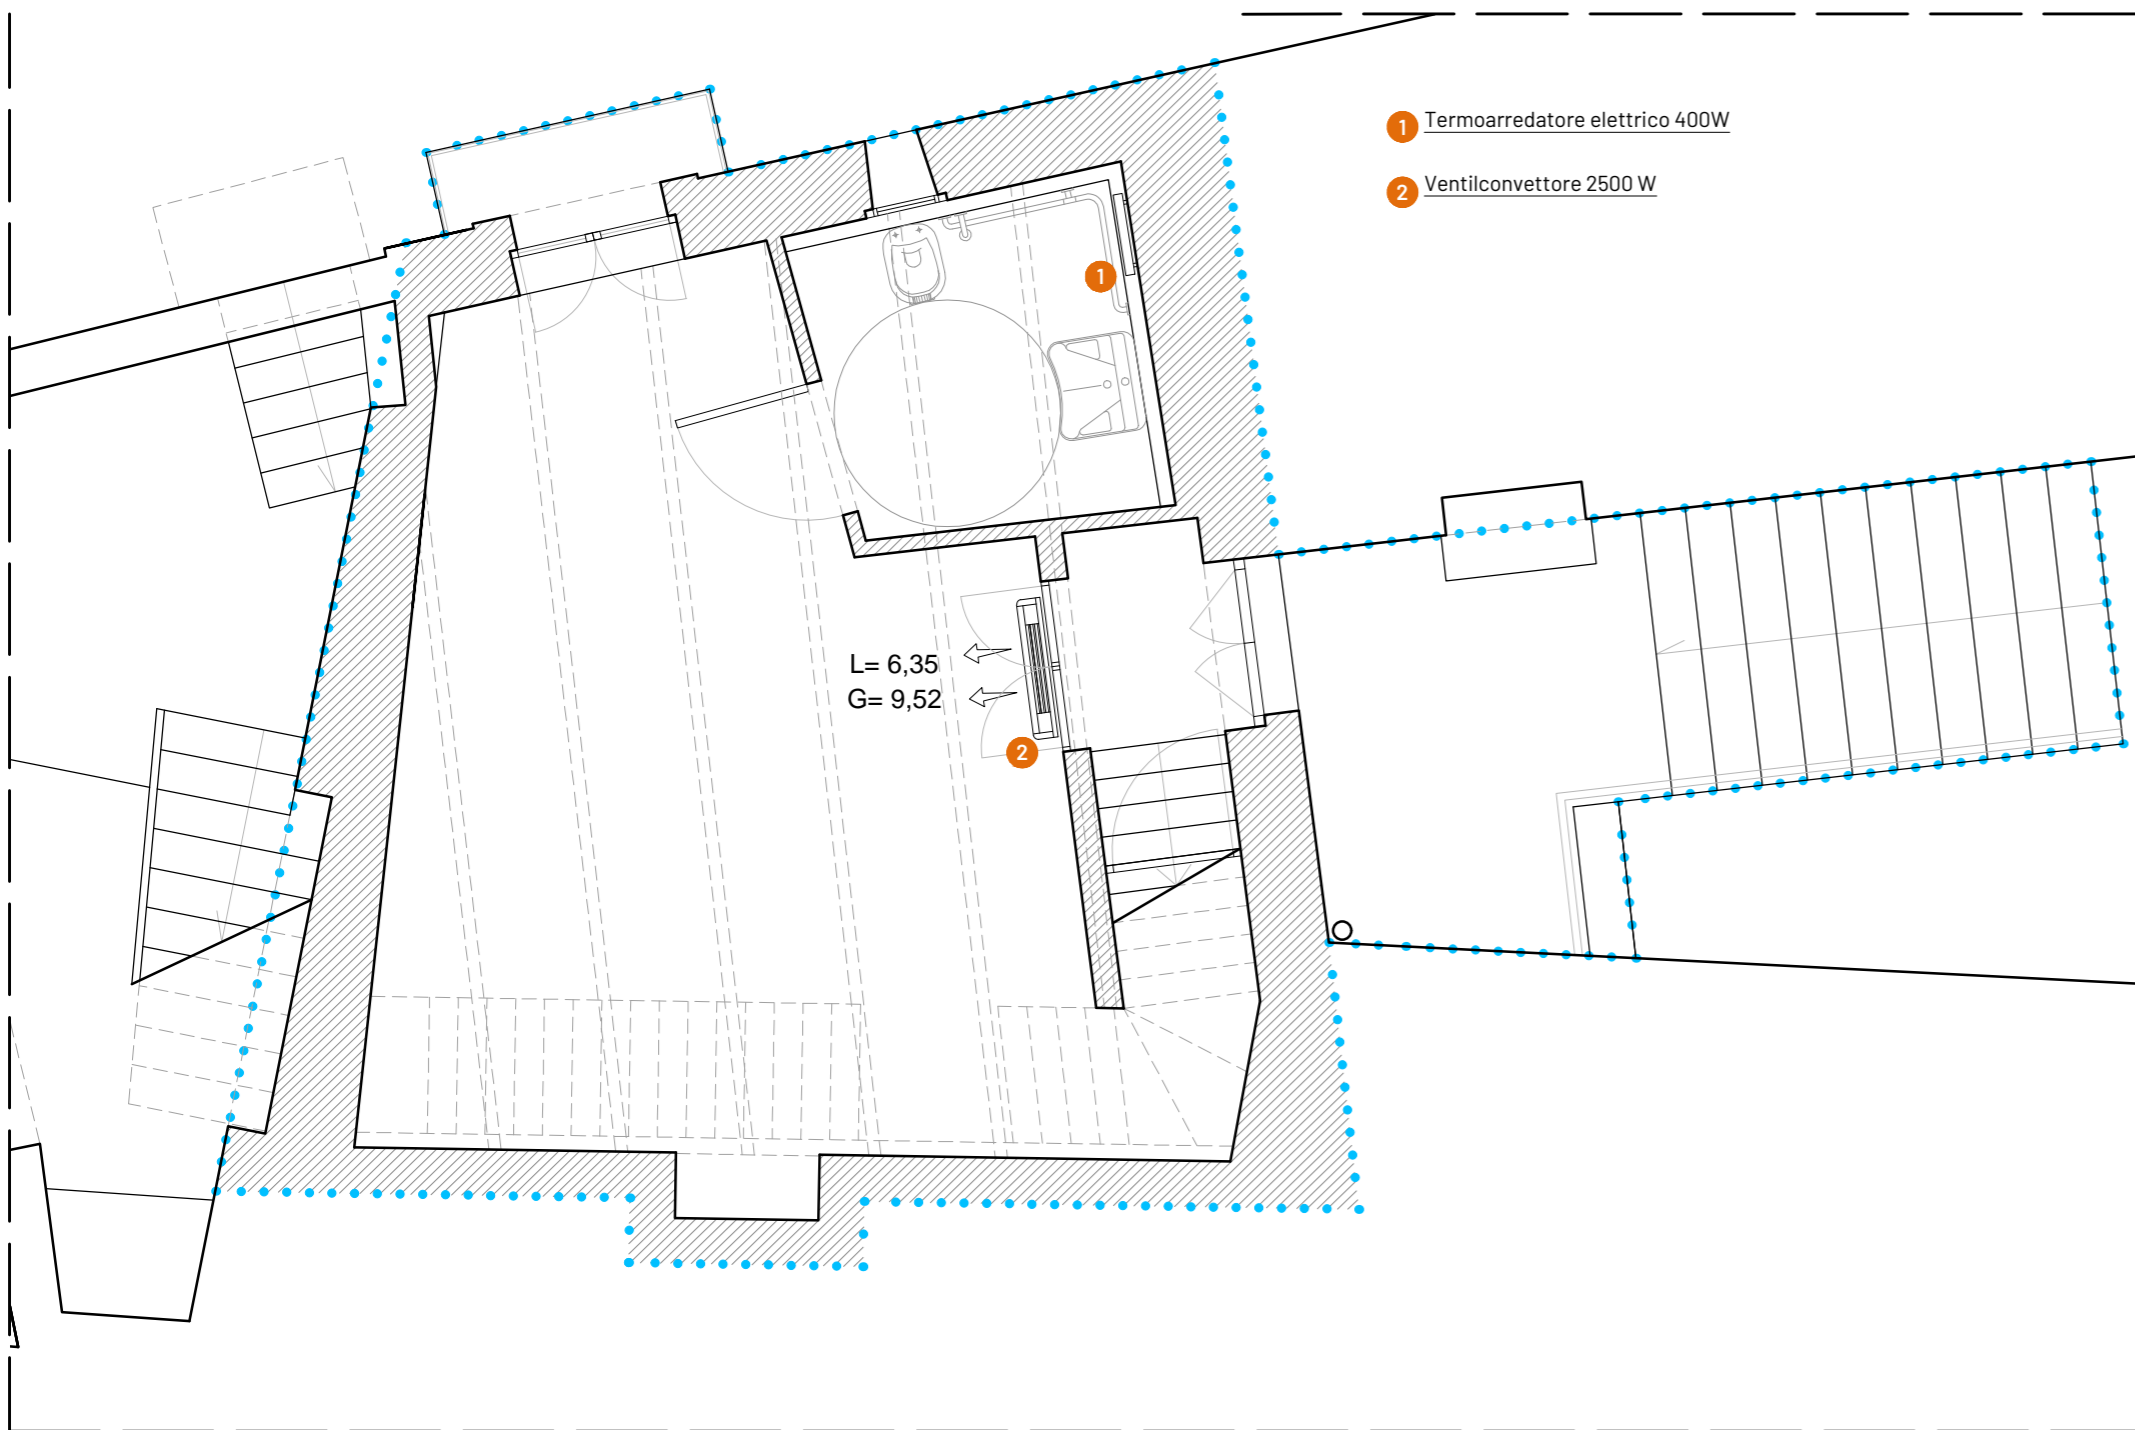 1 Termoarredatore elettrico 400W
2 Ventilconvettore 2500 W
1
L= 6,35
G= 9,52
2